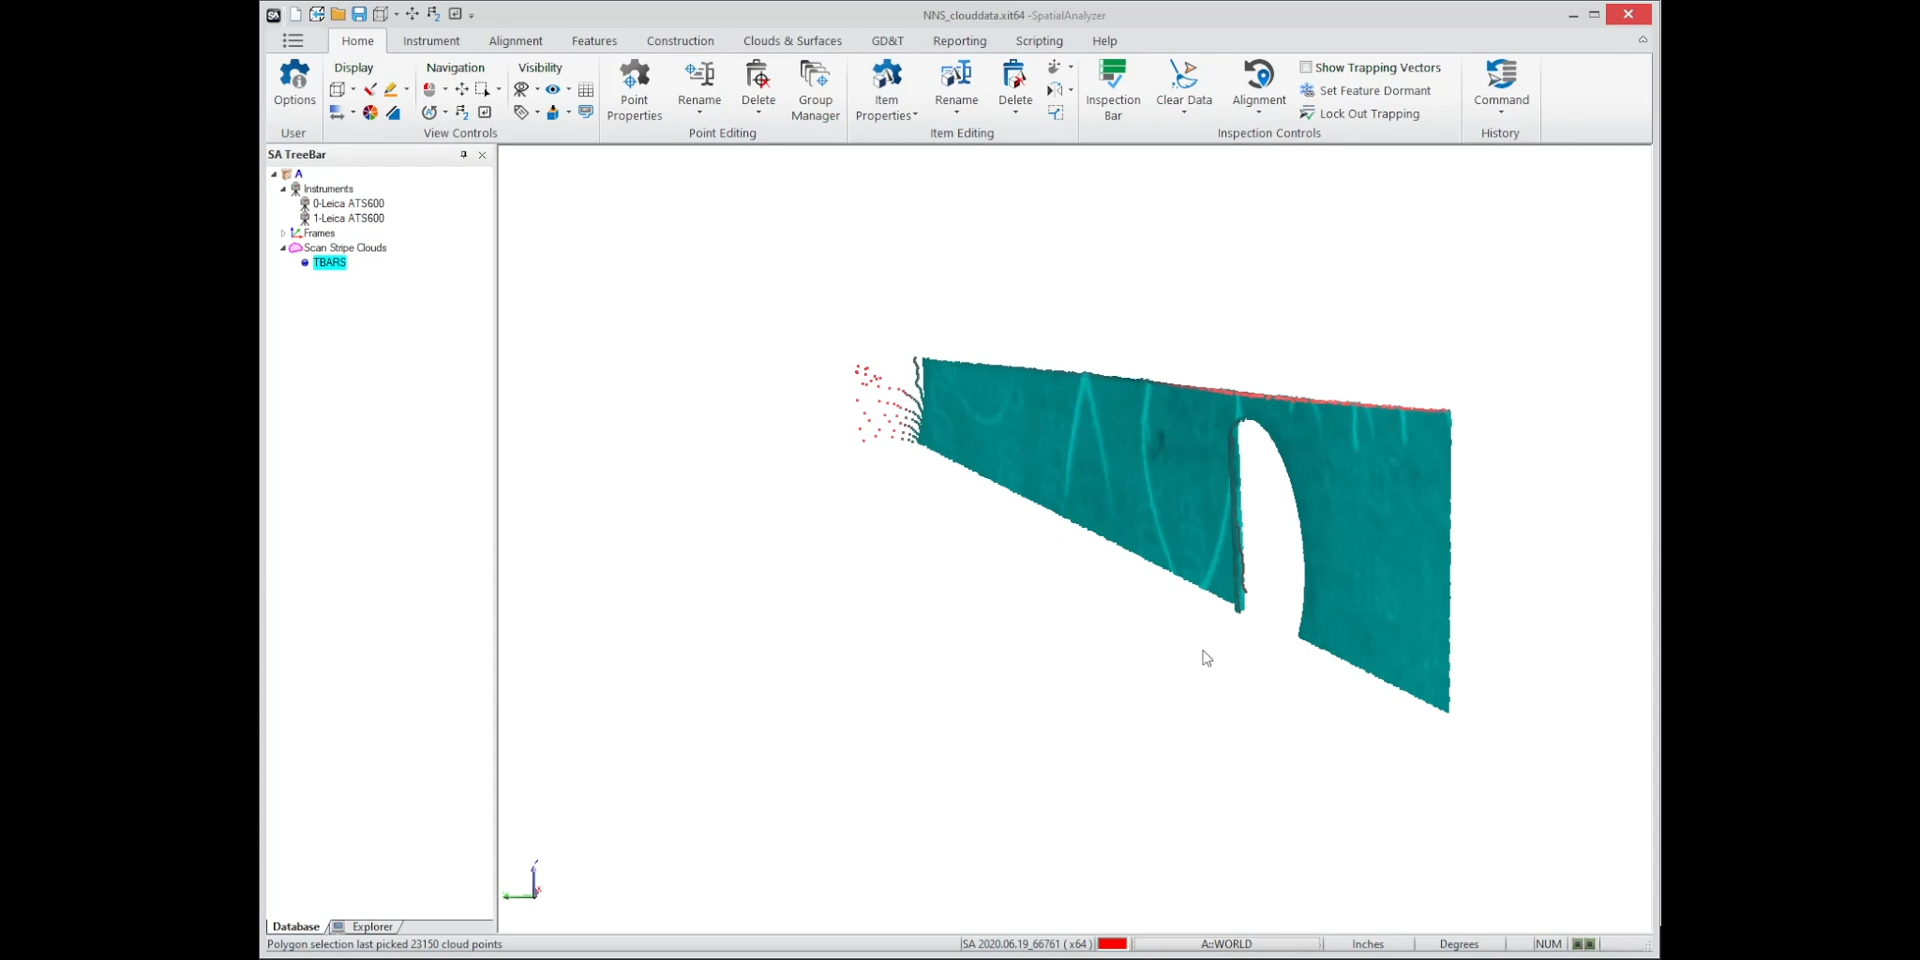 SA
NNS_clouddata.xit64 -SpatialAnalyzer
Home Instrument Alignment Features Construction Clouds & Surfaces GD&T Reporting Scripting Help
Options
User
Display Navigation Visibility
View Controls
Point Properties Rename Delete Group Manager
Point Editing
Item Properties Rename Delete
Item Editing
Inspection Bar Clear Data Alignment
Show Trapping Vectors
Set Feature Dormant
Lock Out Trapping
Inspection Controls
Command
History
SA TreeBar
A
Instruments
0-Leica ATS600
1-Leica ATS600
Frames
Scan Stripe Clouds
TBARS
Database Explorer
Polygon selection last picked 23150 cloud points SA 2020.06.19_66761 ( x64 ) A::WORLD Inches Degrees NUM